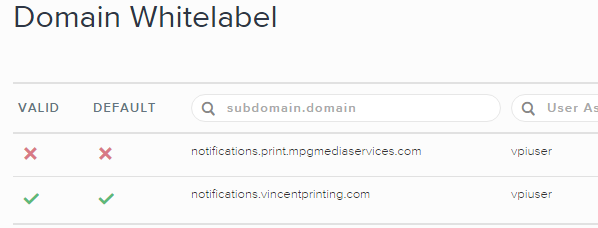 Domain Whitelabel
VALID DEFAULT subdomain.domain User As
notifications.print.mpgmediaservices.com vpiuser
notifications.vincentprinting.com vpiuser